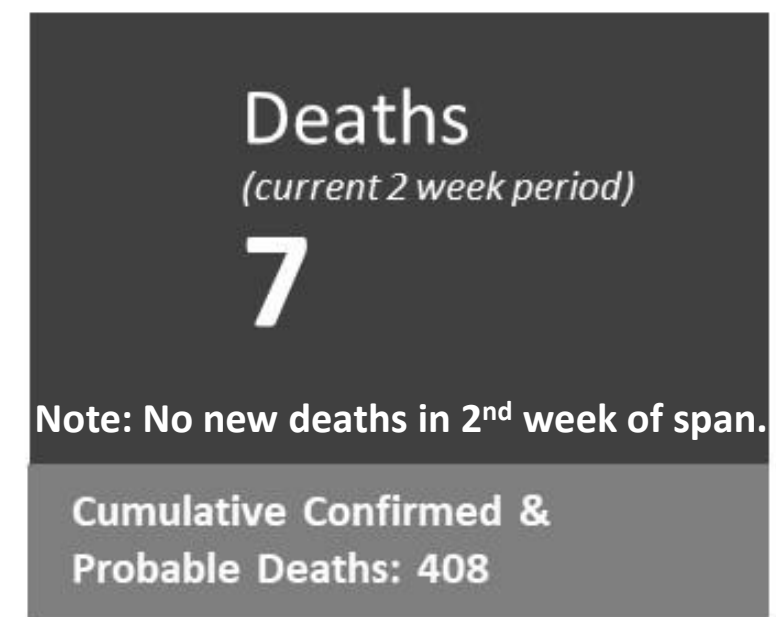 Deaths
(current 2 week period)
7
Note: No new deaths in 2nd week of span.
Cumulative Confirmed &
Probable Deaths: 408